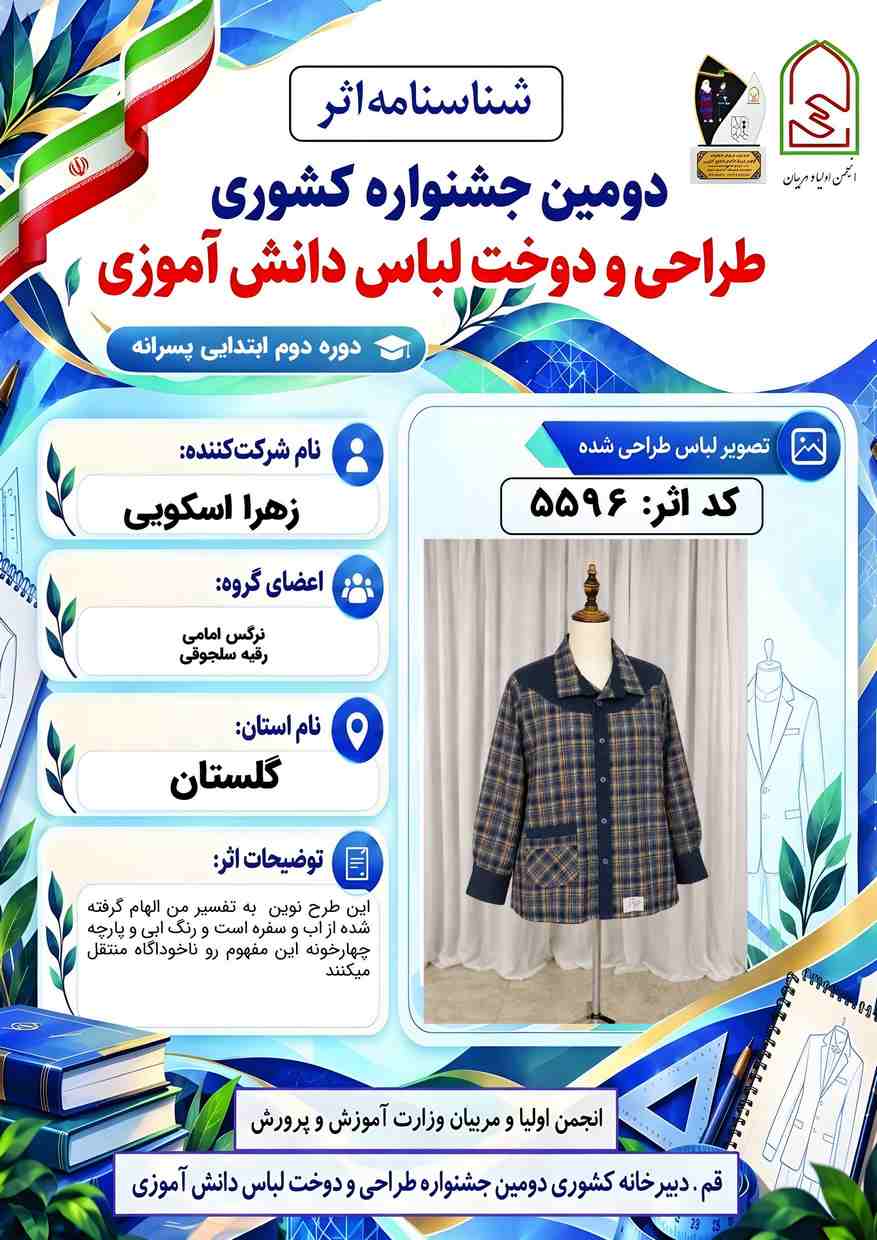 شناسنامه اثر
انجمن اولیا و مربیان
دومین جشنواره کشوری
طراحی و دوخت لباس دانش آموزی
دوره دوم ابتدایی پسرانه
تصویر لباس طراحی شده
کد اثر: ۵۵۹۶
نام شرکت‌کننده:
زهرا اسکویی
اعضای گروه:
نرگس امامی
رقیه سلجوقی
نام استان:
گلستان
توضیحات اثر:
این طرح نوین به تفسیر من الهام گرفته
شده از اب و سفره است و رنگ ابی و پارچه
چهارخونه این مفهوم رو ناخوداگاه منتقل
میکنند
انجمن اولیا و مربیان وزارت آموزش و پرورش
قم . دبیرخانه کشوری دومین جشنواره طراحی و دوخت لباس دانش آموزی